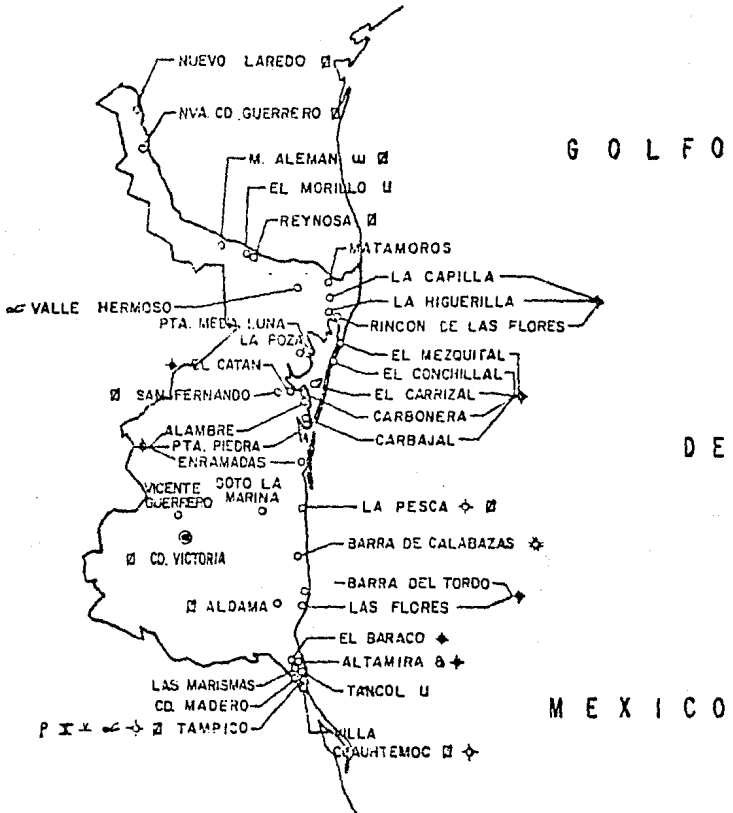 NUEVO LAREDO
NVA. CD. GUERRERO
GOLFO
M. ALEMAN
EL MORILLO U
REYNOSA
MATAMOROS
LA CAPILLA
VALLE HERMOSO
LA HIGUERILLA
PTA. MEDIA LUNA
RINCON DE LAS FLORES
LA POZA
EL MEZQUITAL
EL CATAN
EL CONCHILLAL
SAN FERNANDO
EL CARRIZAL
ALAMBRE
CARBONERA
PTA. PIEDRA
CARBAJAL
DE
ENRAMADAS
VICENTE
GUERRERO
SOTO LA
MARINA
LA PESCA
BARRA DE CALABAZAS
CD. VICTORIA
BARRA DEL TORDO
ALDAMA
LAS FLORES
EL BARACO
ALTAMIRA 8
LAS MARISMAS
TANCOL U
CD. MADERO
MEXICO
P TAMPICO
VILLA
CUAUHTEMOC